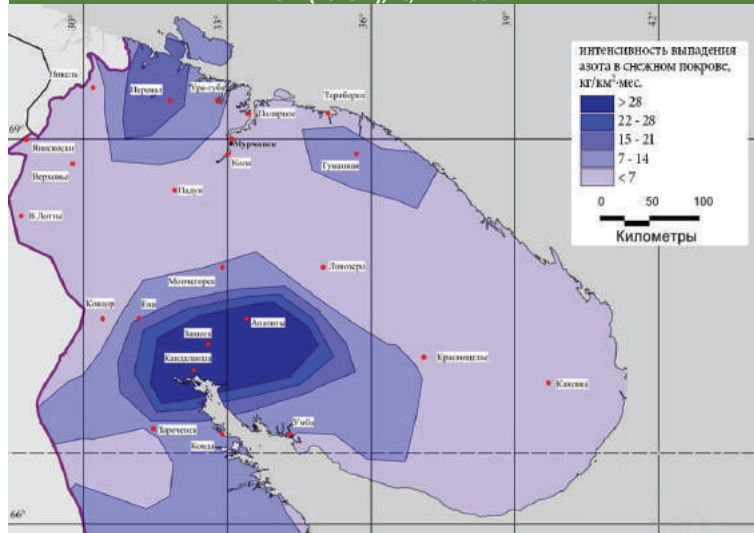 30°
33°
36°
39°
42°
интенсивность выпадения
азота в снежном покрове,
кг/км²·мес.
> 28
22 - 28
15 - 21
7 - 14
< 7
0 50 100
Километры
Никель
Перевал
Ура-губа
Полярное
Териберка
69°
Янискоски
Мурманск
Кола
Туманная
Верховье
Падун
В.Лотты
Мончегорск
Ловозеро
Ковдор
Ена
Апатиты
Зашеек
Кандалакша
Краснощелье
Каневка
Зареченск
Умба
Ковда
66°